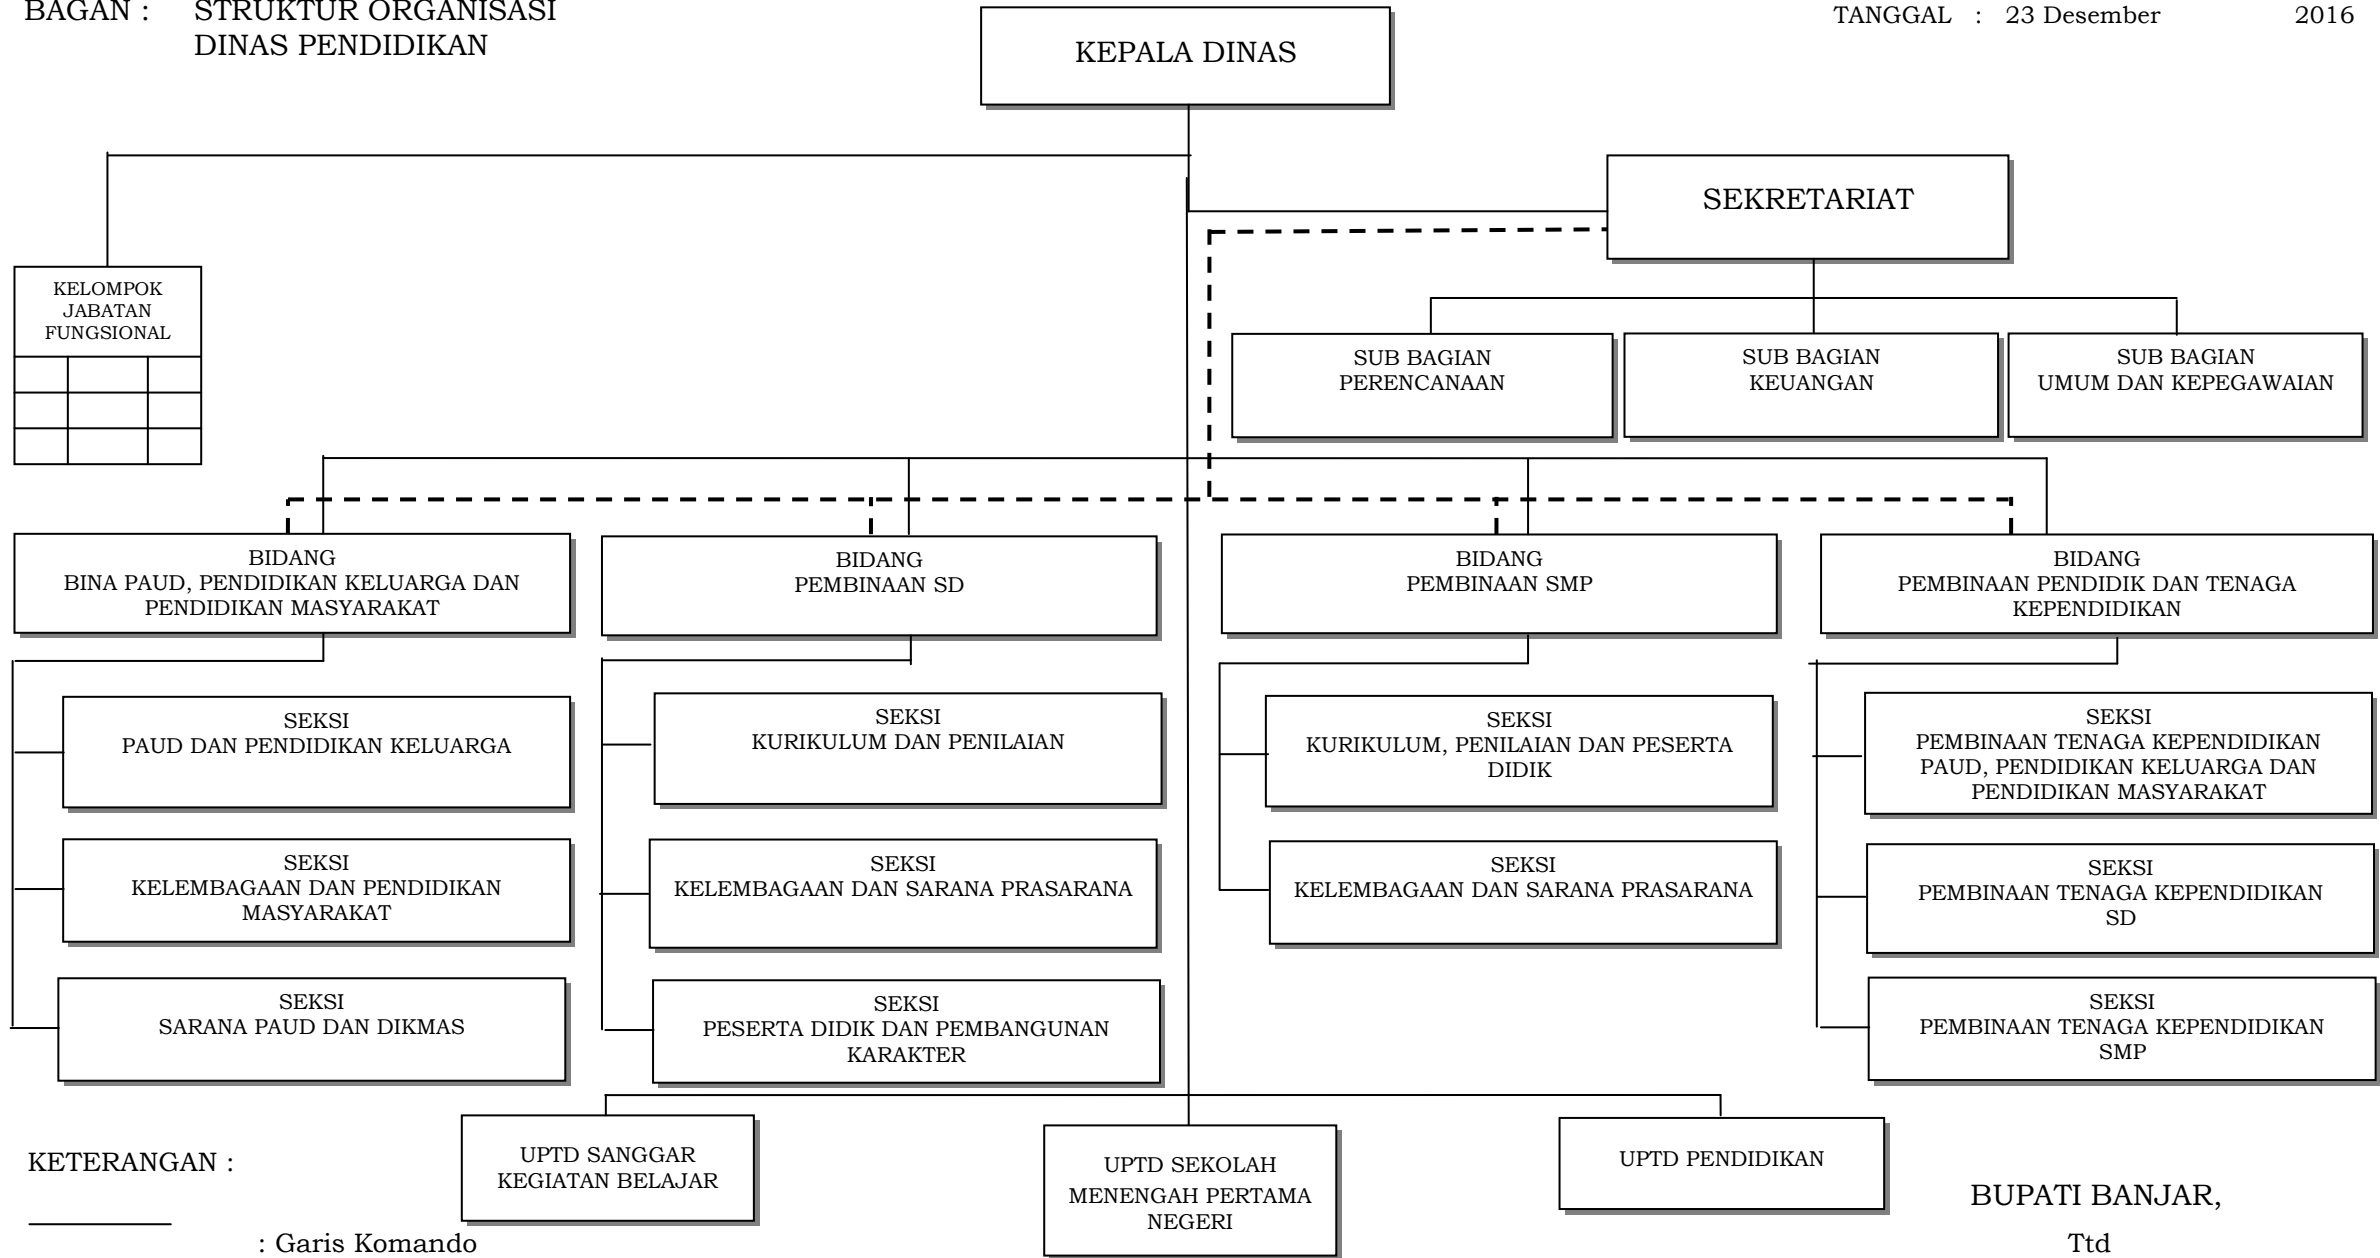 BAGAN : STRUKTUR ORGANISASI
DINAS PENDIDIKAN
TANGGAL : 23 Desember 2016
KEPALA DINAS
SEKRETARIAT
KELOMPOK
JABATAN
FUNGSIONAL
SUB BAGIAN
PERENCANAAN
SUB BAGIAN
KEUANGAN
SUB BAGIAN
UMUM DAN KEPEGAWAIAN
BIDANG
BINA PAUD, PENDIDIKAN KELUARGA DAN
PENDIDIKAN MASYARAKAT
BIDANG
PEMBINAAN SD
BIDANG
PEMBINAAN SMP
BIDANG
PEMBINAAN PENDIDIK DAN TENAGA
KEPENDIDIKAN
SEKSI
PAUD DAN PENDIDIKAN KELUARGA
SEKSI
KURIKULUM DAN PENILAIAN
SEKSI
KURIKULUM, PENILAIAN DAN PESERTA
DIDIK
SEKSI
PEMBINAAN TENAGA KEPENDIDIKAN
PAUD, PENDIDIKAN KELUARGA DAN
PENDIDIKAN MASYARAKAT
SEKSI
KELEMBAGAAN DAN PENDIDIKAN
MASYARAKAT
SEKSI
KELEMBAGAAN DAN SARANA PRASARANA
SEKSI
KELEMBAGAAN DAN SARANA PRASARANA
SEKSI
PEMBINAAN TENAGA KEPENDIDIKAN
SD
SEKSI
SARANA PAUD DAN DIKMAS
SEKSI
PESERTA DIDIK DAN PEMBANGUNAN
KARAKTER
SEKSI
PEMBINAAN TENAGA KEPENDIDIKAN
SMP
KETERANGAN :
: Garis Komando
UPTD SANGGAR
KEGIATAN BELAJAR
UPTD SEKOLAH
MENENGAH PERTAMA
NEGERI
UPTD PENDIDIKAN
BUPATI BANJAR,
Ttd